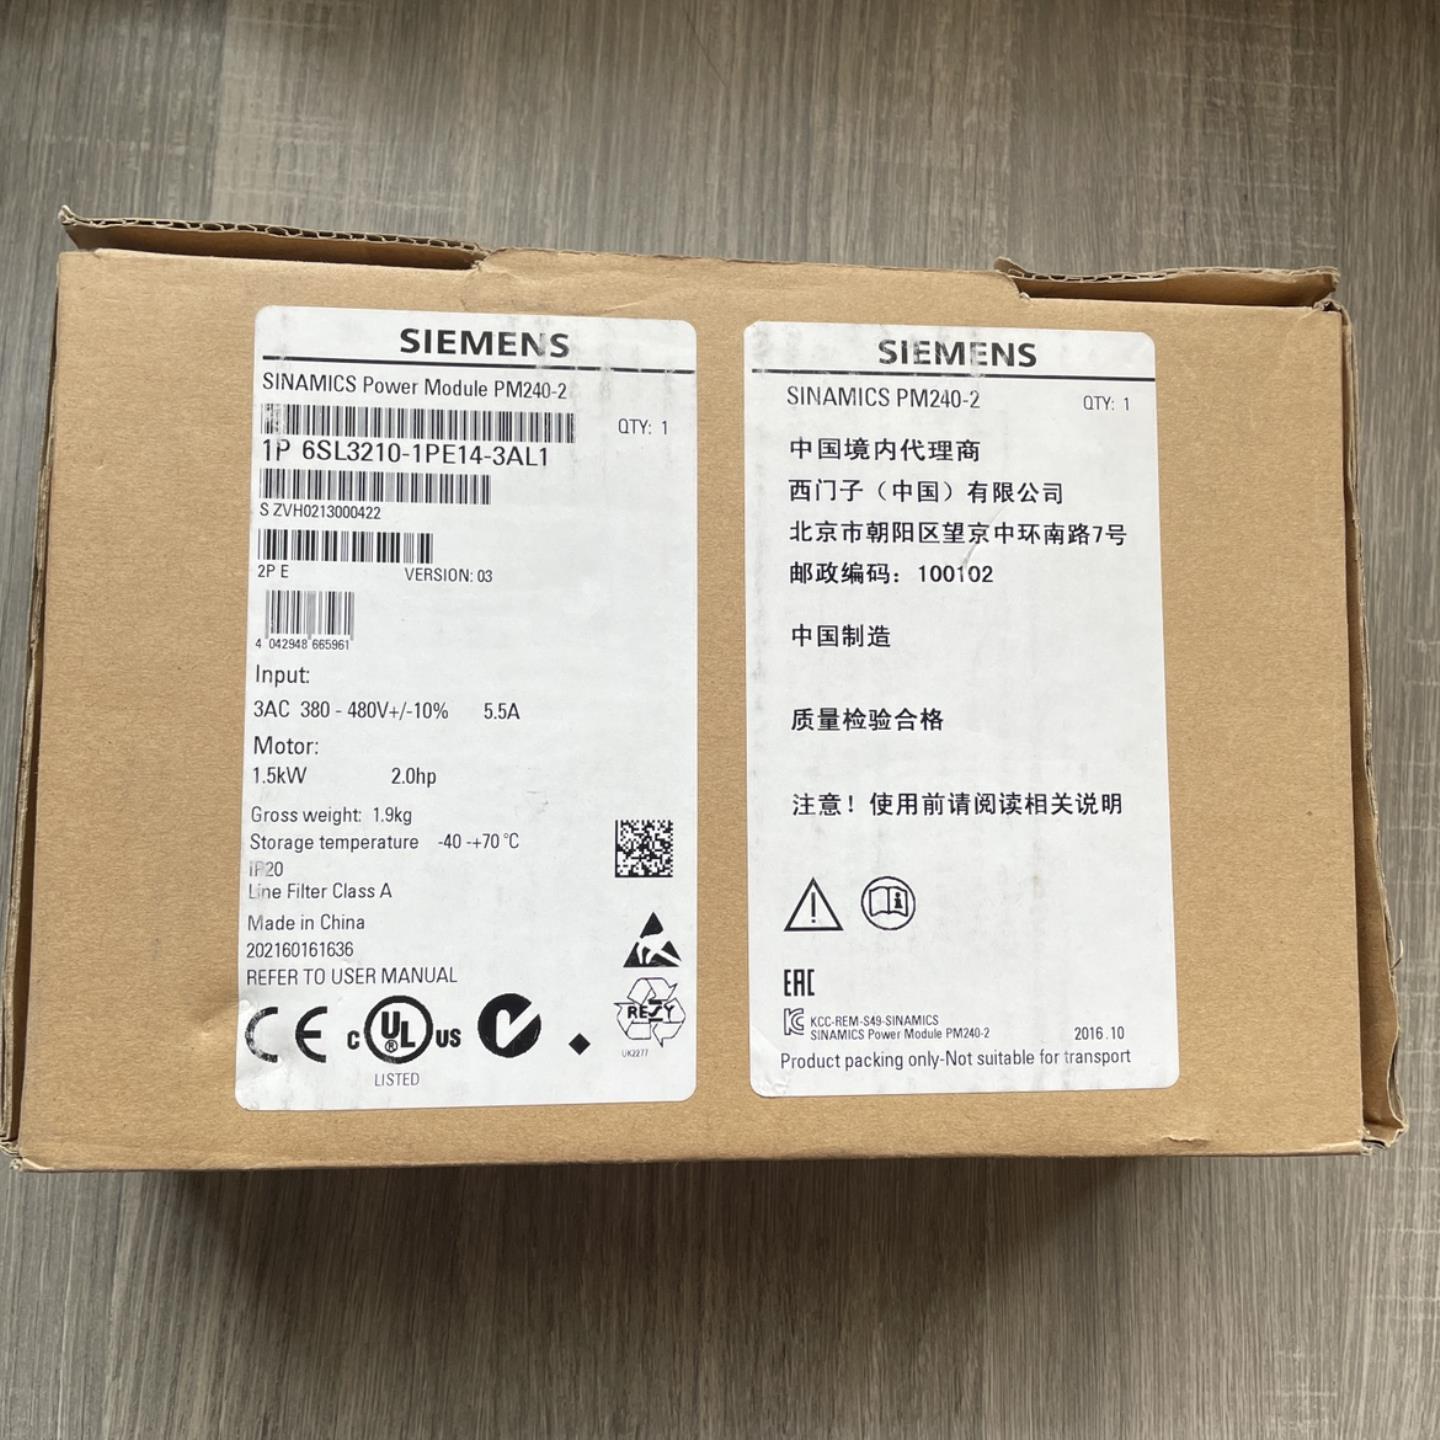 SIEMENS
SINAMICS Power Module PM240-2
QTY: 1
1P 6SL3210-1PE14-3AL1
S ZVH0213000422
2P E VERSION: 03
4 042948 665961
Input:
3AC 380 - 480V+/-10% 5.5A
Motor:
1.5kW 2.0hp
Gross weight: 1.9kg
Storage temperature -40 -+70 °C
IP20
Line Filter Class A
Made in China
202160161636
REFER TO USER MANUAL
CE
c UL ® US
LISTED
RESY
UK2277
SIEMENS
SINAMICS PM240-2 QTY: 1
中国境内代理商
西门子（中国）有限公司
北京市朝阳区望京中环南路7号
邮政编码：100102
中国制造
质量检验合格
注意！使用前请阅读相关说明
EAC
KCC-REM-S49-SINAMICS
SINAMICS Power Module PM240-2 2016.10
Product packing only-Not suitable for transport